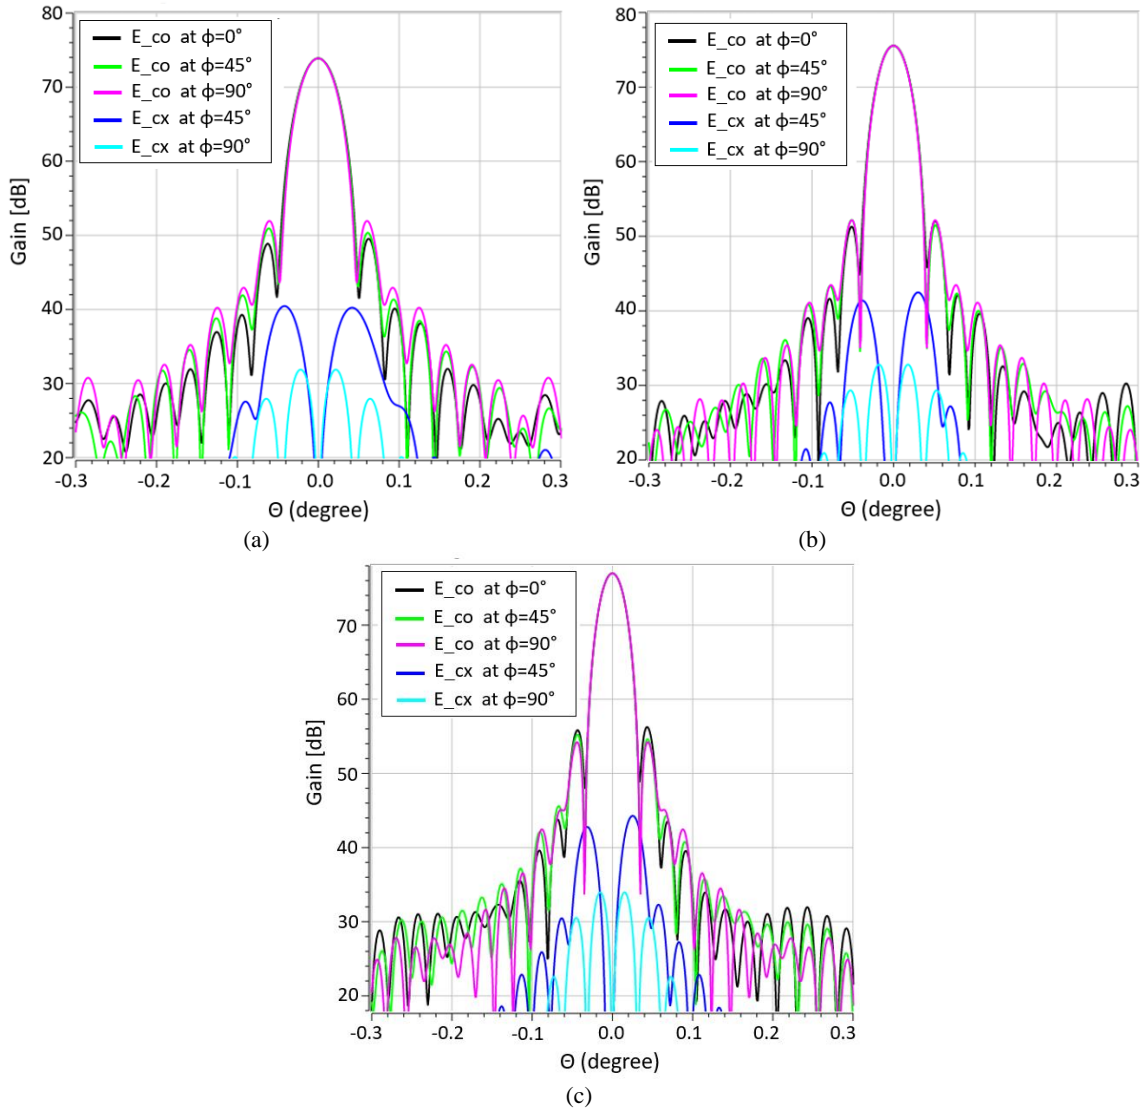 80
70
60
50
40
30
20
Gain [dB]
E_co at ϕ=0°
E_co at ϕ=45°
E_co at ϕ=90°
E_cx at ϕ=45°
E_cx at ϕ=90°
-0.3 -0.2 -0.1 0.0 0.1 0.2 0.3
Θ (degree)
(a)
80
70
60
50
40
30
20
Gain [dB]
E_co at ϕ=0°
E_co at ϕ=45°
E_co at ϕ=90°
E_cx at ϕ=45°
E_cx at ϕ=90°
-0.3 -0.2 -0.1 0.0 0.1 0.2 0.3
Θ (degree)
(b)
70
60
50
40
30
20
Gain [dB]
E_co at ϕ=0°
E_co at ϕ=45°
E_co at ϕ=90°
E_cx at ϕ=45°
E_cx at ϕ=90°
-0.3 -0.2 -0.1 0.0 0.1 0.2 0.3
Θ (degree)
(c)